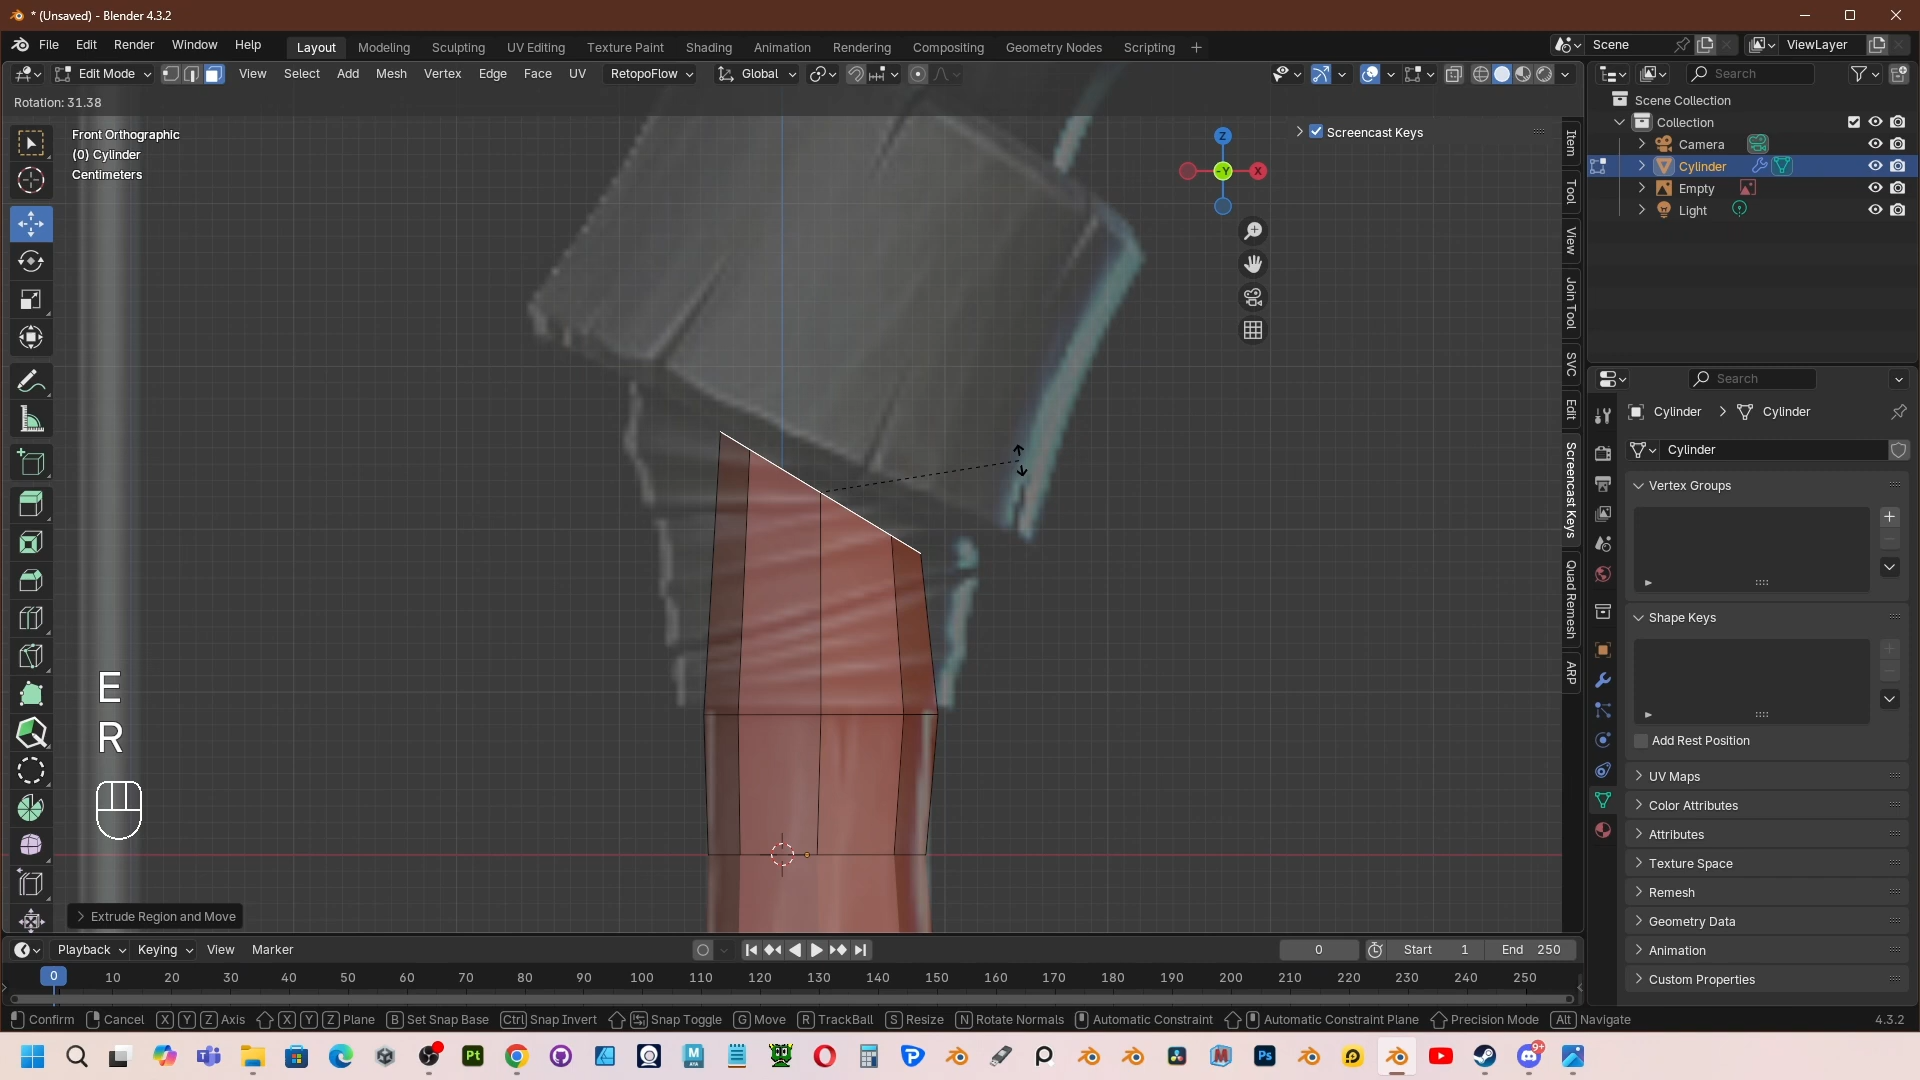 * (Unsaved) - Blender 4.3.2
File Edit Render Window Help
Layout Modeling Sculpting UV Editing Texture Paint Shading Animation Rendering Compositing Geometry Nodes Scripting +
Scene ViewLayer
Edit Mode View Select Add Mesh Vertex Edge Face UV RetopoFlow Global
Search
Rotation: 31.38
Front Orthographic
(0) Cylinder
Centimeters
Screencast Keys
Z
-Y
X
Item
Tool
View
Join Tool
SVC
Edit
Screencast Keys
Quad Remesh
ARP
E
R
Extrude Region and Move
Scene Collection
Collection
Camera
Cylinder
Empty
Light
Search
Cylinder Cylinder
Cylinder
Vertex Groups
Shape Keys
Add Rest Position
UV Maps
Color Attributes
Attributes
Texture Space
Remesh
Geometry Data
Animation
Custom Properties
Playback Keying View Marker
0 Start 1 End 250
0 10 20 30 40 50 60 70 80 90 100 110 120 130 140 150 160 170 180 190 200 210 220 230 240 250
Confirm Cancel X Y Z Axis X Y Z Plane B Set Snap Base Ctrl Snap Invert Snap Toggle G Move R TrackBall S Resize N Rotate Normals Automatic Constraint Automatic Constraint Plane Precision Mode Alt Navigate 4.3.2
Pt M Ps 9+